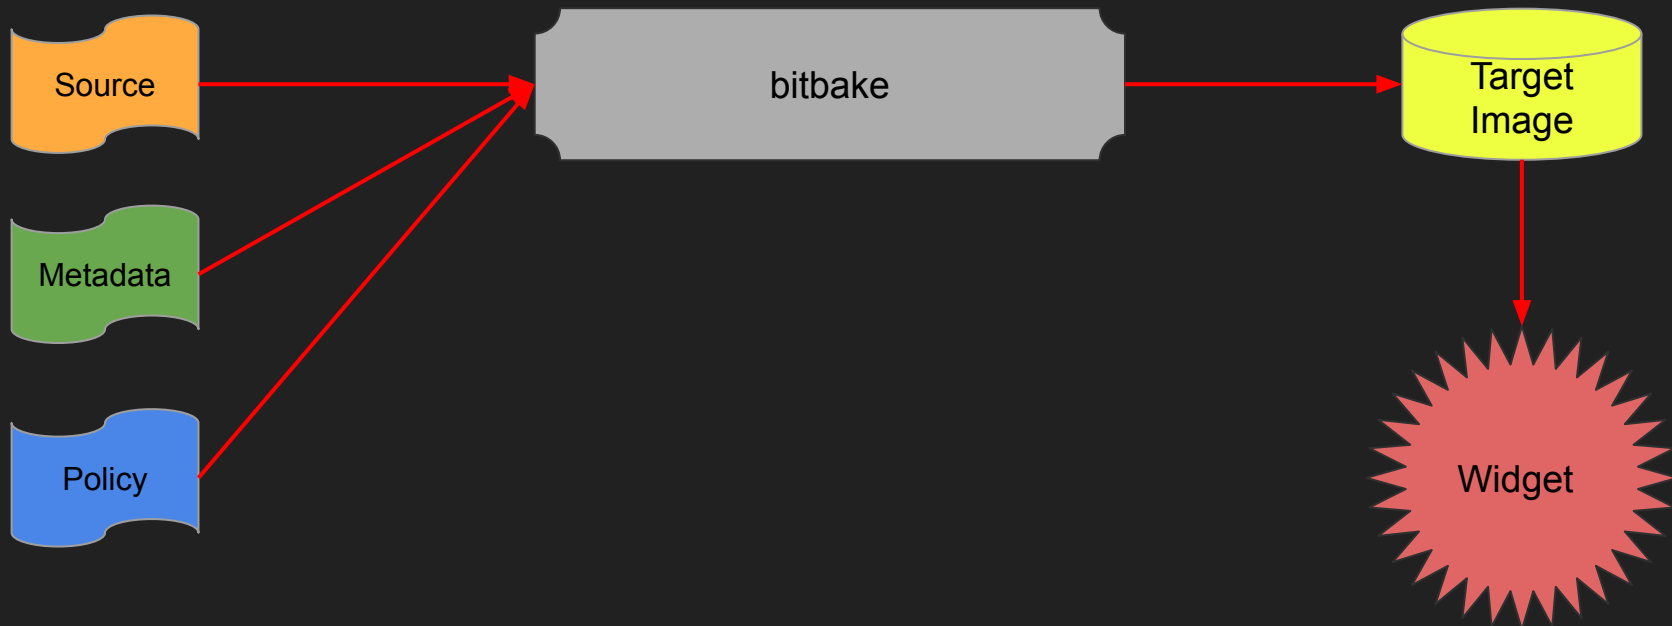 Source
bitbake
Target
Image
Metadata
Policy
Widget